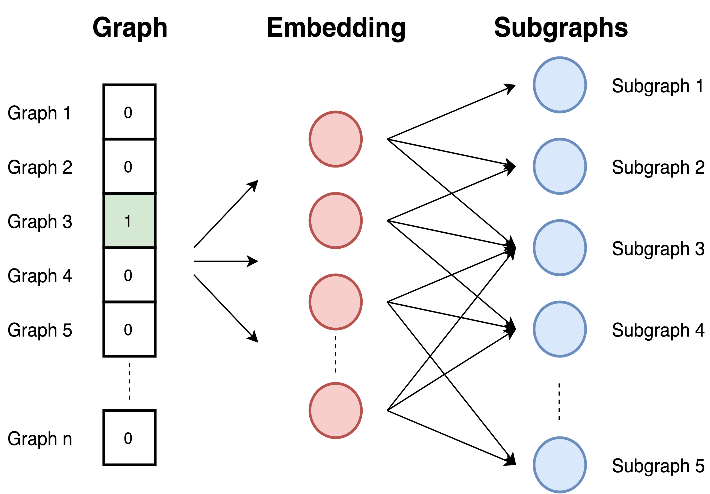 Graph Embedding Subgraphs
Graph 1 0 Subgraph 1
Graph 2 0 Subgraph 2
Graph 3 1 Subgraph 3
Graph 4 0 Subgraph 4
Graph 5 0
Graph n 0 Subgraph 5